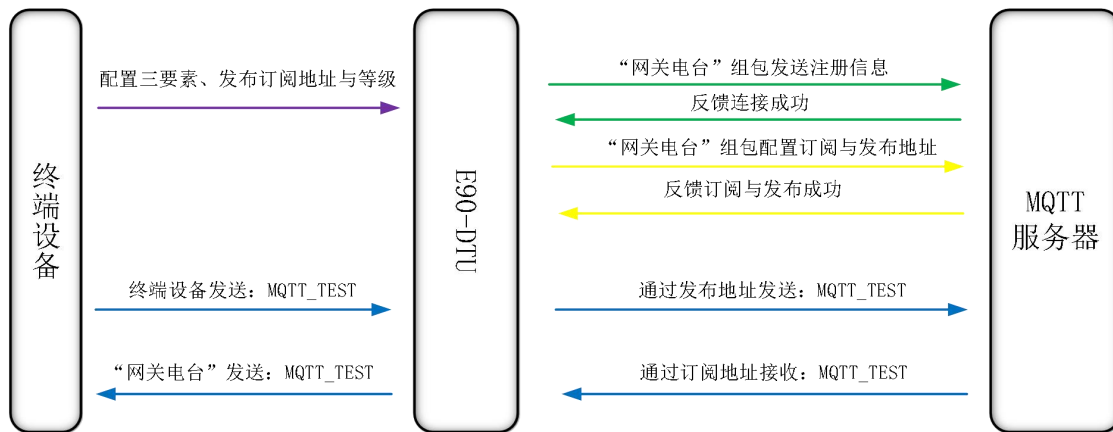 终端设备
配置三要素、发布订阅地址与等级
E90-DTU
“网关电台”组包发送注册信息
反馈连接成功
“网关电台”组包配置订阅与发布地址
反馈订阅与发布成功
MQTT
服务器
终端设备发送：MQTT_TEST
通过发布地址发送：MQTT_TEST
“网关电台”发送：MQTT_TEST
通过订阅地址接收：MQTT_TEST